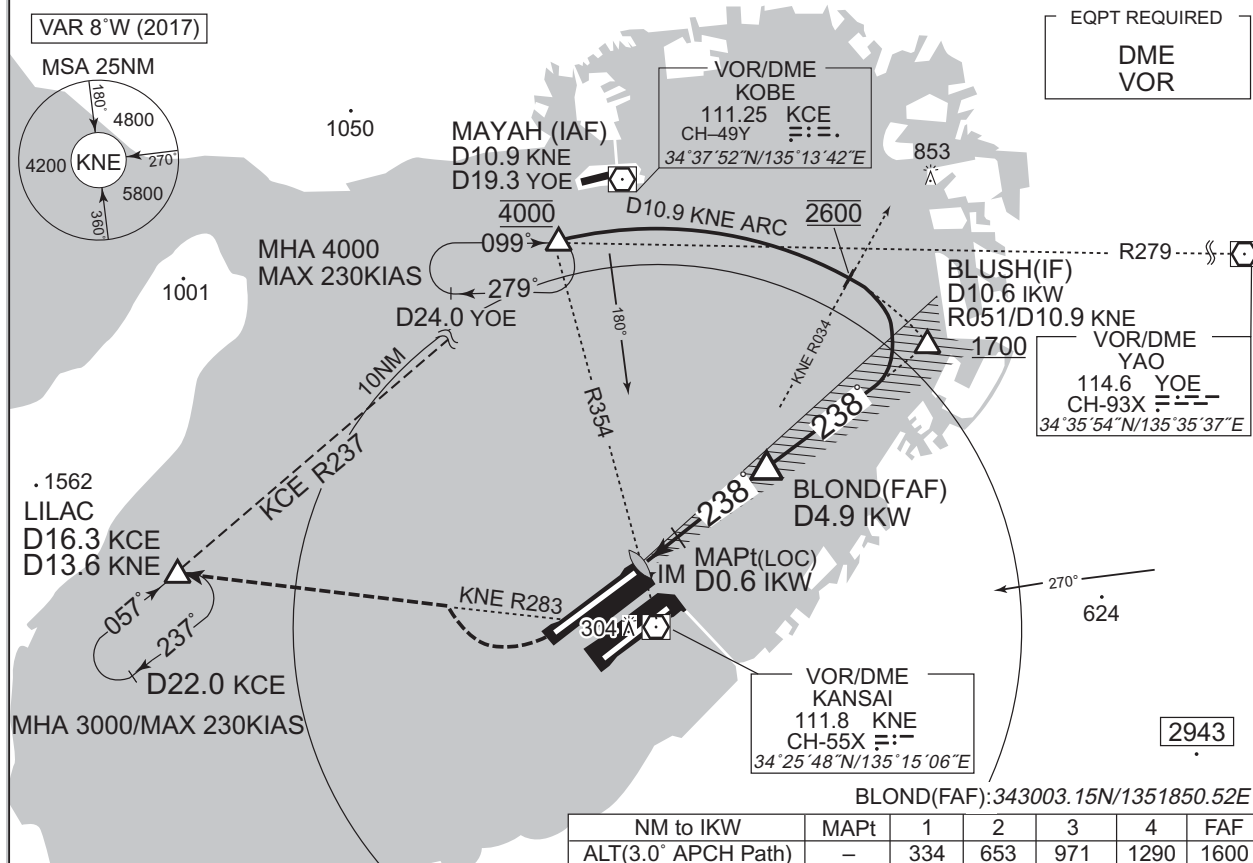 VAR 8°W (2017)
MSA 25NM
180°
4800
4200
KNE
270°
5800
360°
1050
MAYAH (IAF)
D10.9 KNE
D19.3 YOE
4000
VOR/DME
KOBE
111.25 KCE
CH–49Y
34°37´52˝N/135°13´42˝E
EQPT REQUIRED
DME
VOR
853
D10.9 KNE ARC
2600
099°
MHA 4000
MAX 230KIAS
279°
D24.0 YOE
1001
R279
BLUSH(IF)
D10.6 IKW
R051/D10.9 KNE
1700
VOR/DME
YAO
114.6 YOE
CH-93X
34°35´54˝N/135°35´37˝E
180°
KNE R034
R354
10NM
KCE R237
238°
238°
BLOND(FAF)
D4.9 IKW
1562
LILAC
D16.3 KCE
D13.6 KNE
MAPt(LOC)
D0.6 IKW
IM
KNE R283
304
270°
624
057°
237°
D22.0 KCE
MHA 3000/MAX 230KIAS
VOR/DME
KANSAI
111.8 KNE
CH-55X
34°25´48˝N/135°15´06˝E
2943
BLOND(FAF):343003.15N/1351850.52E
NM to IKW MAPt 1 2 3 4 FAF
ALT(3.0° APCH Path) – 334 653 971 1290 1600